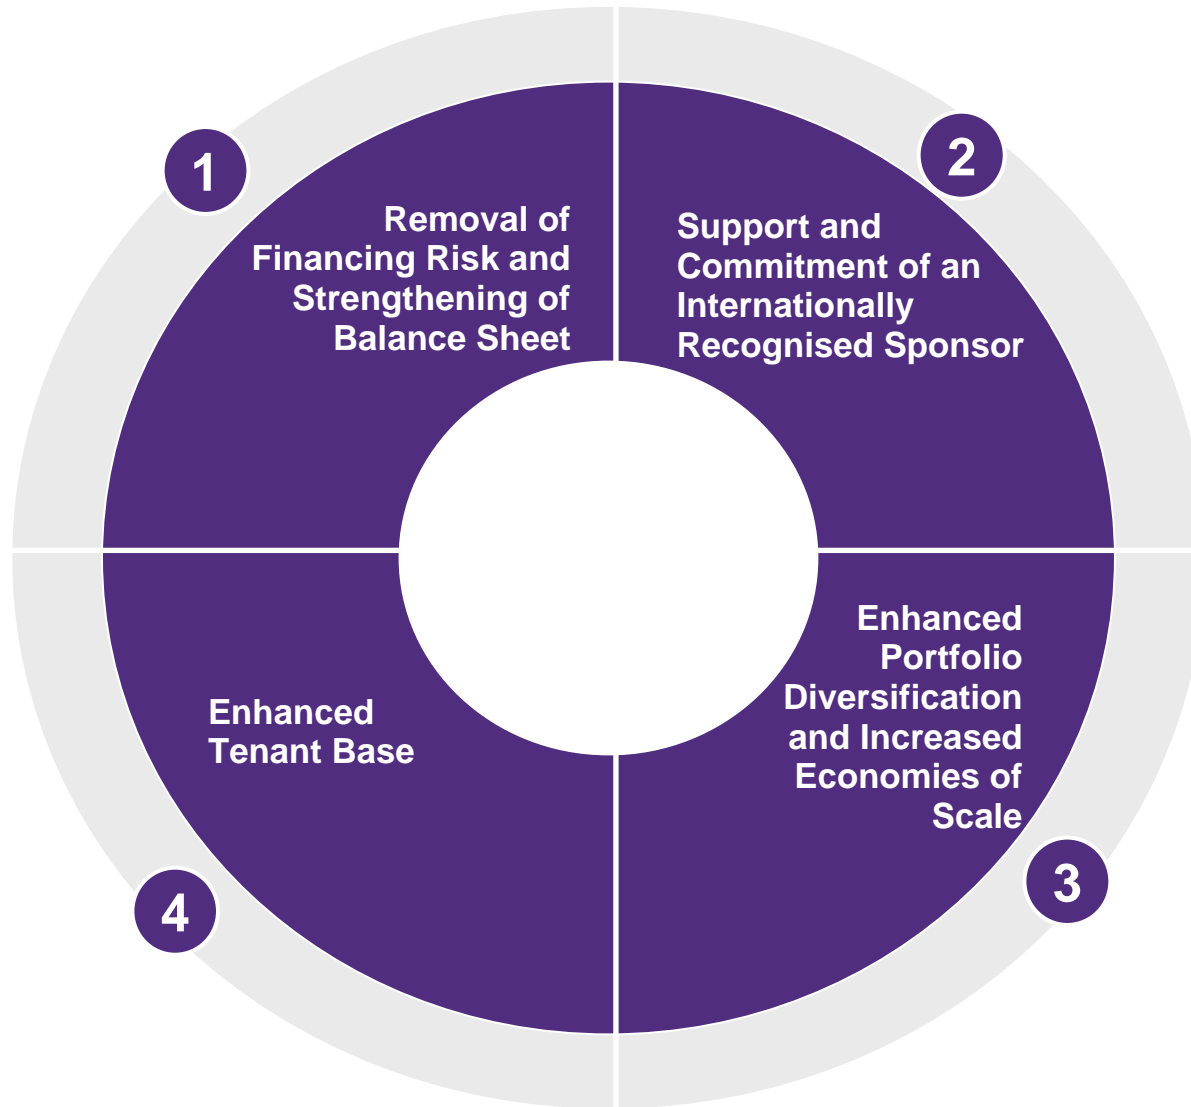 1
Removal of
Financing Risk and
Strengthening of
Balance Sheet
2
Support and
Commitment of an
Internationally
Recognised Sponsor
3
Enhanced
Portfolio
Diversification
and Increased
Economies of
Scale
4
Enhanced
Tenant Base